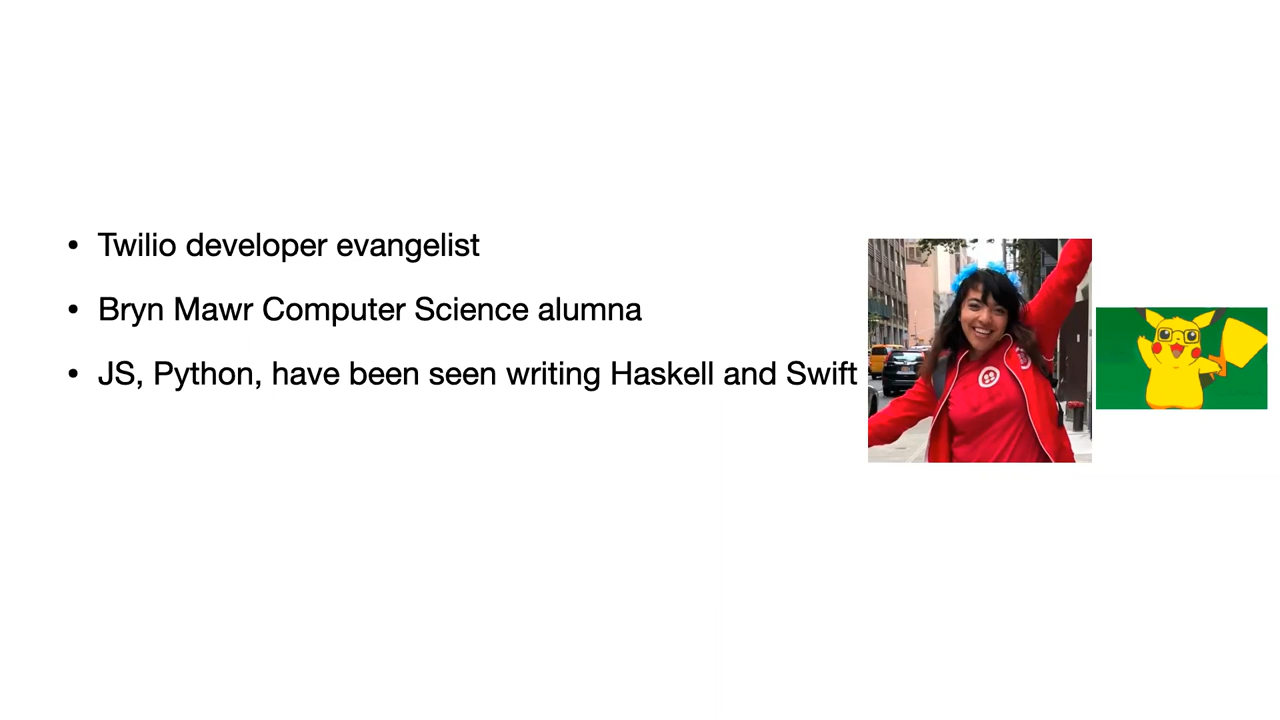 • Twilio developer evangelist
• Bryn Mawr Computer Science alumna
• JS, Python, have been seen writing Haskell and Swift